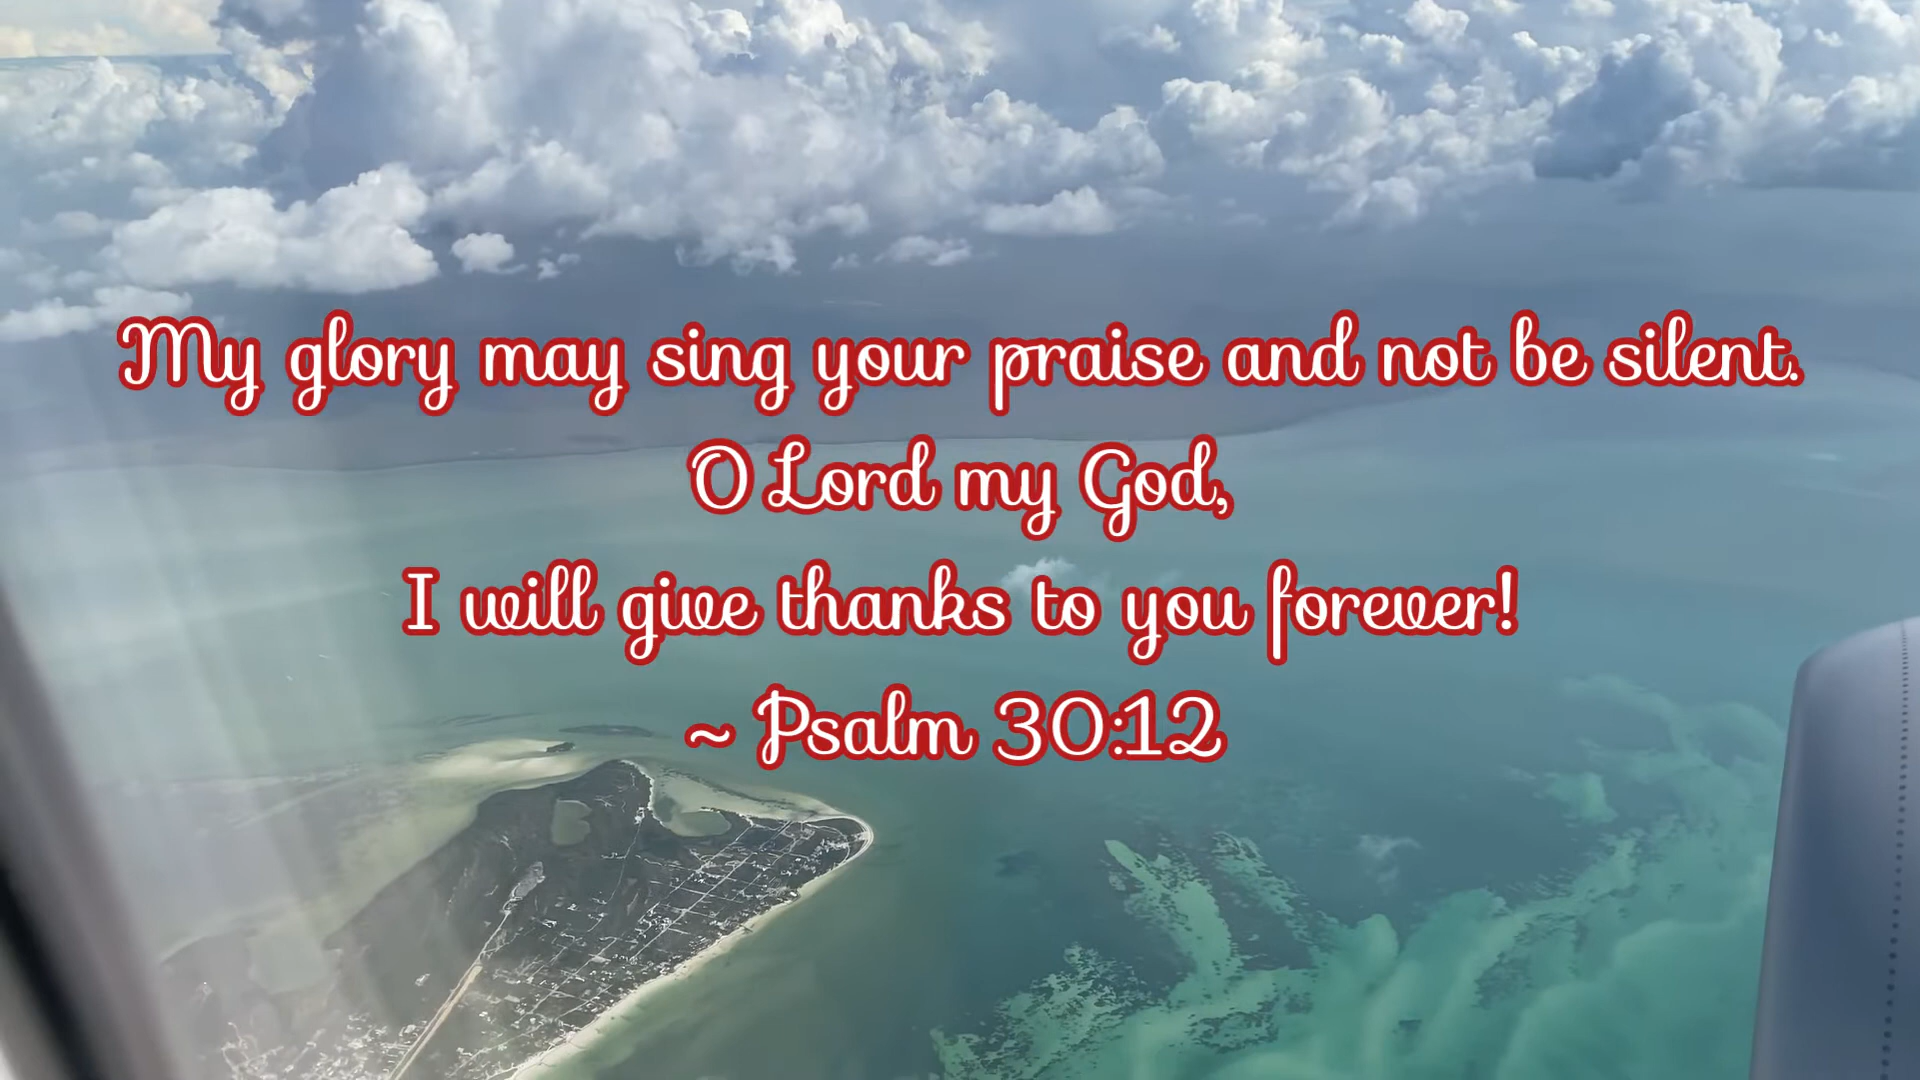 My glory may sing your praise and not be silent.
O Lord my God,
I will give thanks to you forever!
~ Psalm 30:12